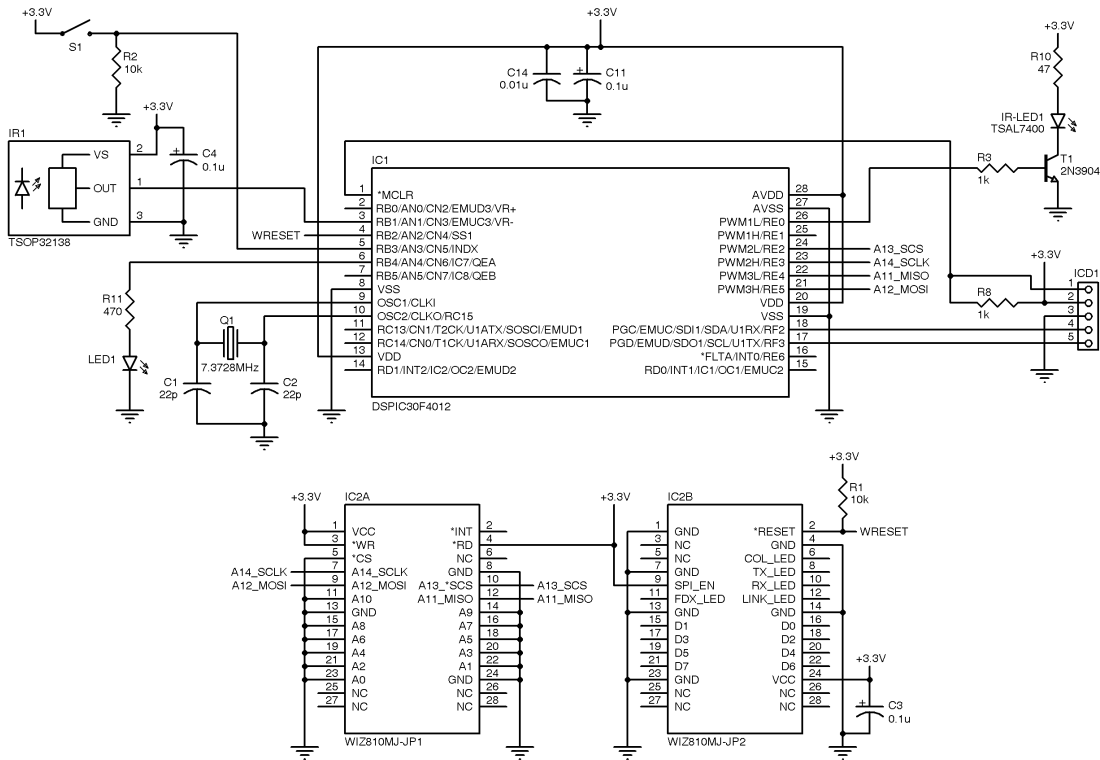 +3.3V
S1
R2
10k
+3.3V
IR1
VS 2
OUT 1
GND 3
TSOP32138
+
C4
0.1u
+3.3V
C14
0.01u
+
C11
0.1u
+3.3V
R10
47
IR-LED1
TSAL7400
R3
1k
T1
2N3904
WRESET
R11
470
LED1
Q1
7.3728MHz
C1
22p
C2
22p
IC1
1 *MCLR
2 RB0/AN0/CN2/EMUD3/VR+
3 RB1/AN1/CN3/EMUC3/VR-
4 RB2/AN2/CN4/SS1
5 RB3/AN3/CN5/INDX
6 RB4/AN4/CN6/IC7/QEA
7 RB5/AN5/CN7/IC8/QEB
8 VSS
9 OSC1/CLKI
10 OSC2/CLKO/RC15
11 RC13/CN1/T2CK/U1ATX/SOSCI/EMUD1
12 RC14/CN0/T1CK/U1ARX/SOSCO/EMUC1
13 VDD
14 RD1/INT2/IC2/OC2/EMUD2
AVDD 28
AVSS 27
PWM1L/RE0 26
PWM1H/RE1 25
PWM2L/RE2 24 A13_SCS
PWM2H/RE3 23 A14_SCLK
PWM3L/RE4 22 A11_MISO
PWM3H/RE5 21 A12_MOSI
VDD 20
VSS 19
PGC/EMUC/SDI1/SDA/U1RX/RF2 18
PGD/EMUD/SDO1/SCL/U1TX/RF3 17
*FLTA/INT0/RE6 16
RD0/INT1/IC1/OC1/EMUC2 15
DSPIC30F4012
+3.3V
R8
1k
ICD1
1
2
3
4
5
+3.3V
IC2A
1 VCC *INT 2
3 *WR *RD 4
5 *CS NC 6
A14_SCLK 7 A14_SCLK GND 8
A12_MOSI 9 A12_MOSI A13_*SCS 10 A13_SCS
11 A10 A11_MISO 12 A11_MISO
13 GND A9 14
15 A8 A7 16
17 A6 A5 18
19 A4 A3 20
21 A2 A1 22
23 A0 GND 24
25 NC NC 26
27 NC NC 28
WIZ810MJ-JP1
+3.3V
IC2B
+3.3V
R1
10k
1 GND *RESET 2 WRESET
3 NC GND 4
5 NC COL_LED 6
7 GND TX_LED 8
9 SPI_EN RX_LED 10
11 FDX_LED LINK_LED 12
13 GND GND 14
15 D1 D0 16
17 D3 D2 18
19 D5 D4 20
21 D7 D6 22
23 GND VCC 24
25 NC NC 26
27 NC NC 28
WIZ810MJ-JP2
+3.3V
+
C3
0.1u